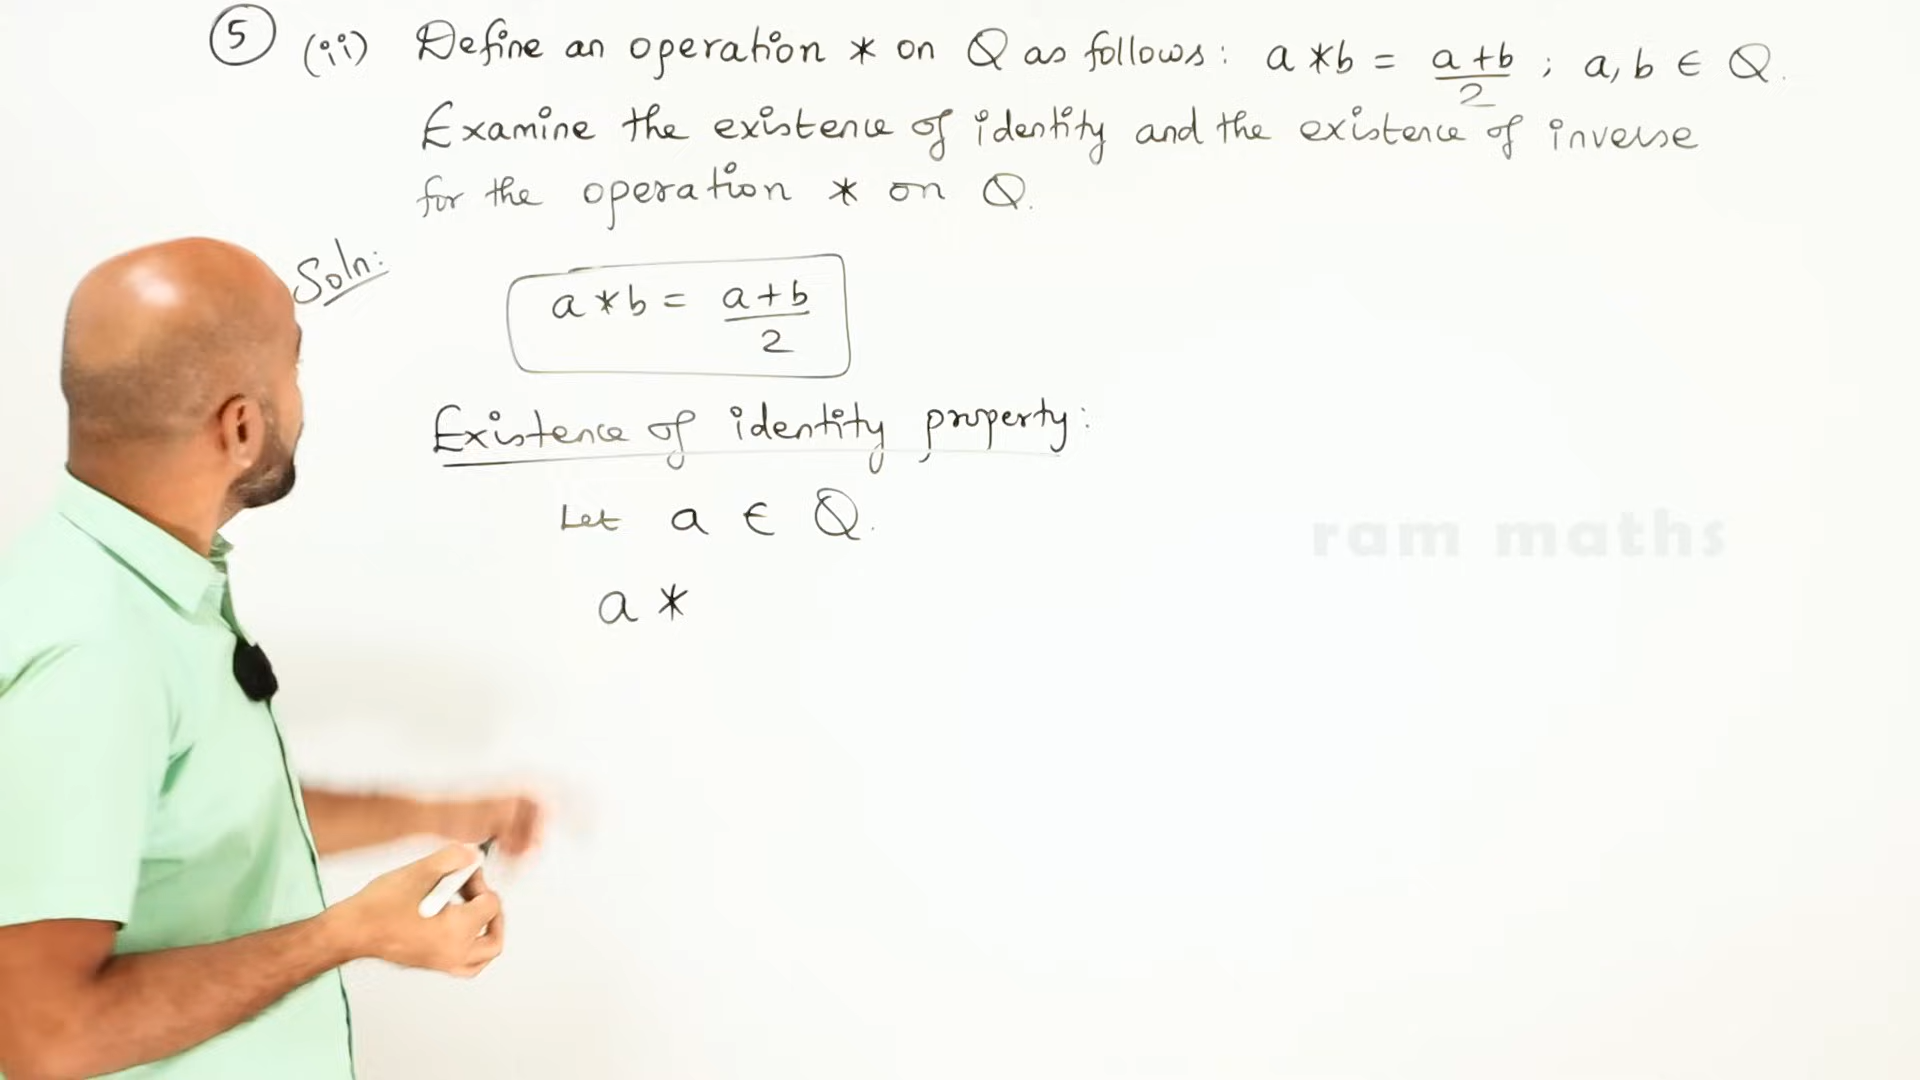 5 (ii) Define an operation * on Q as follows: a * b = a+b/2 ; a, b ∈ Q.
Examine the existence of identity and the existence of inverse
for the operation * on Q.
Soln:
a * b = a+b/2
Existence of identity property:
Let a ∈ Q.
ram maths
a *